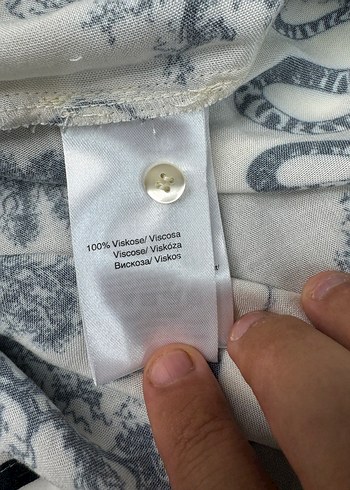 100% Viskose/ Viscosa
Viscose/ Viskóza
Вискоза/ Viskos